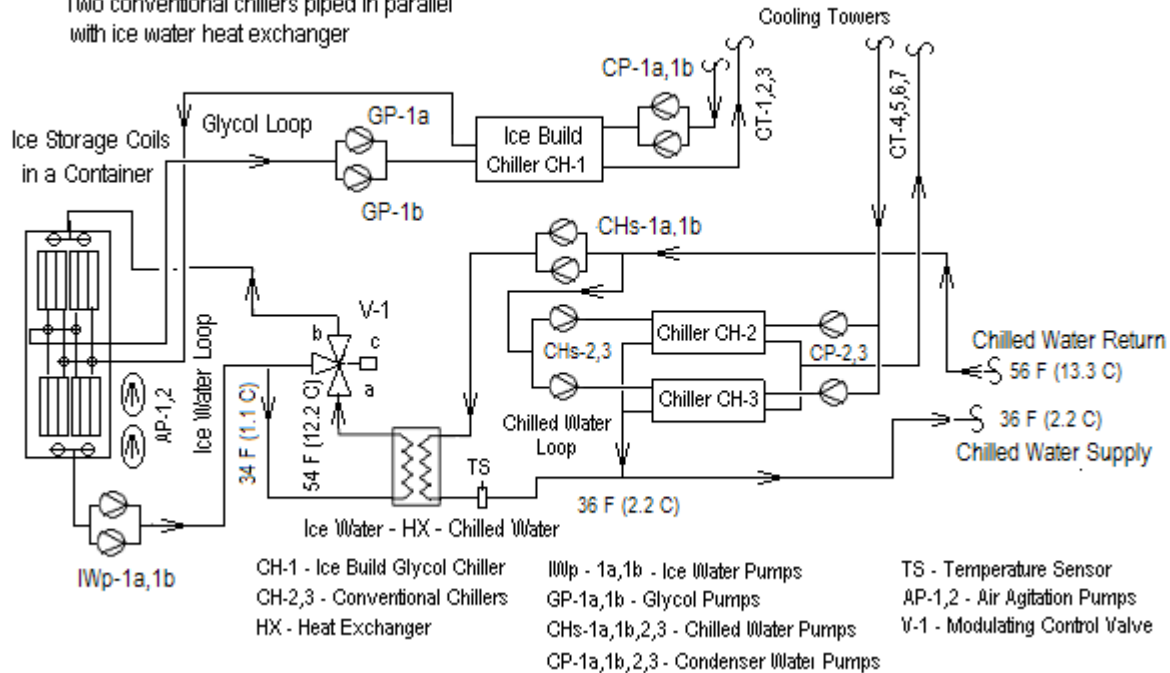 Two conventional chillers piped in parallel
with ice water heat exchanger
Cooling Towers
CP-1a,1b
CT-1,2,3
CT-4,5,6,7
GP-1a
Glycol Loop
Ice Storage Coils
in a Container
Ice Build
Chiller CH-1
GP-1b
CHs-1a,1b
V-1
b
c
a
Chiller CH-2
CHs-2,3
CP-2,3
Chiller CH-3
Chilled Water Return
56 F (13.3 C)
36 F (2.2 C)
Chilled Water Supply
AP-1,2
Ice Water Loop
34 F (1.1 C)
54 F (12.2 C)
Chilled Water
Loop
TS
36 F (2.2 C)
Ice Water - HX - Chilled Water
IWp-1a,1b
CH-1 - Ice Build Glycol Chiller
CH-2,3 - Conventional Chillers
HX - Heat Exchanger
IWp - 1a,1b - Ice Water Pumps
GP-1a,1b - Glycol Pumps
CHs-1a,1b,2,3 - Chilled Water Pumps
CP-1a,1b,2,3 - Condenser Water Pumps
TS - Temperature Sensor
AP-1,2 - Air Agitation Pumps
V-1 - Modulating Control Valve